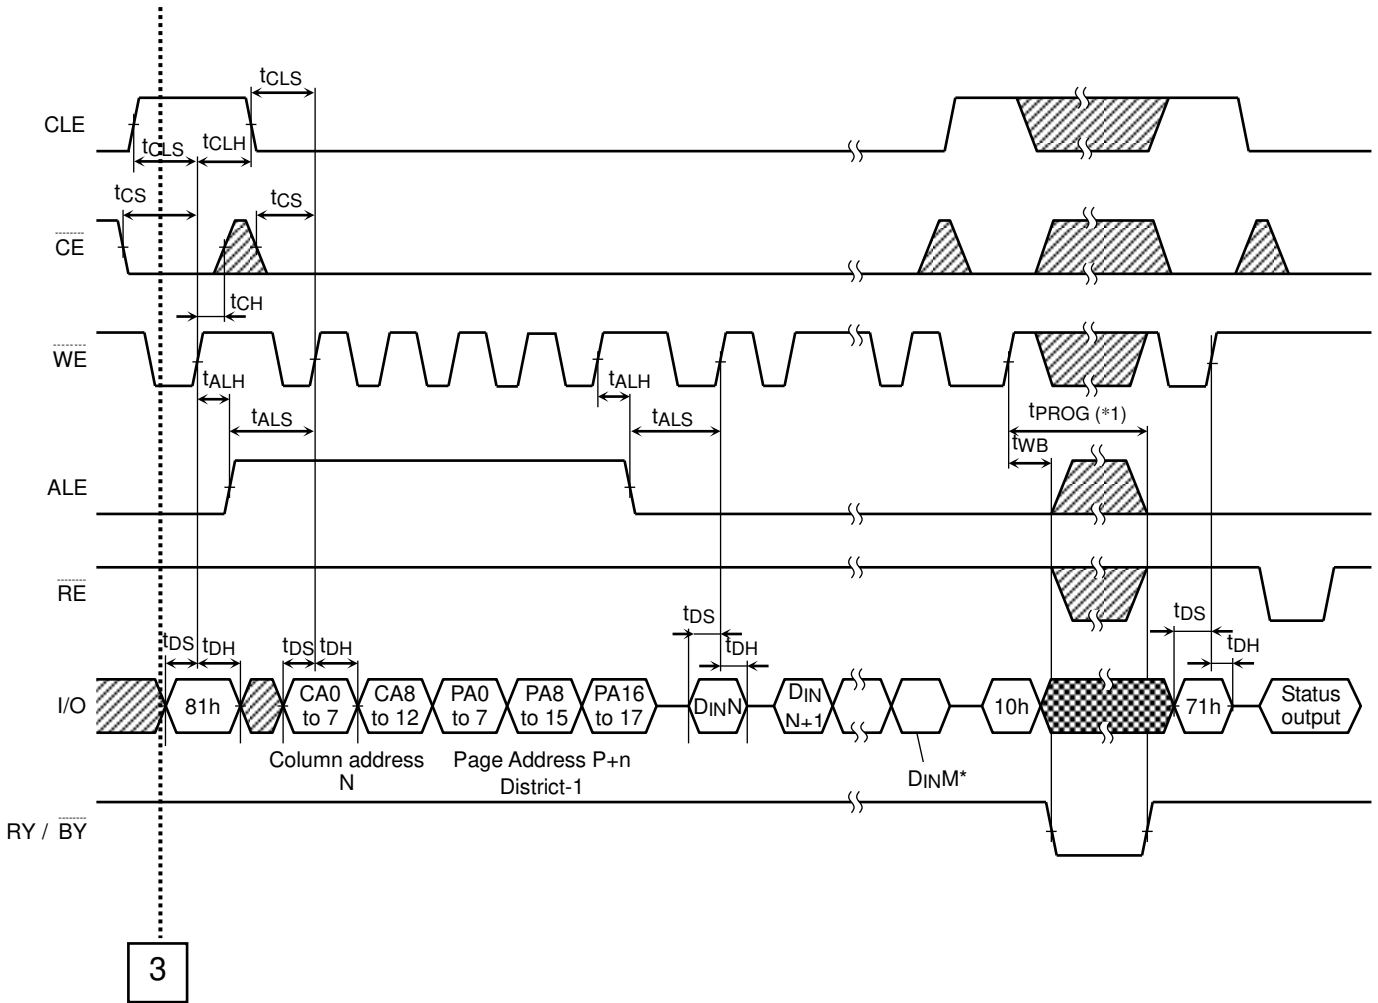 tCLS
CLE
tCLS
tCLH
tCS
tCS
CE
tCH
WE
tALH
tALH
tALS
tALS
tPROG (*1)
tWB
ALE
RE
tDS
tDH
tDS
tDH
tDS
tDH
tDS
tDH
I/O
81h
CA0 to 7
CA8 to 12
PA0 to 7
PA8 to 15
PA16 to 17
DINN
DIN N+1
10h
71h
Status output
Column address
N
Page Address P+n
District-1
DINM*
RY / BY
3